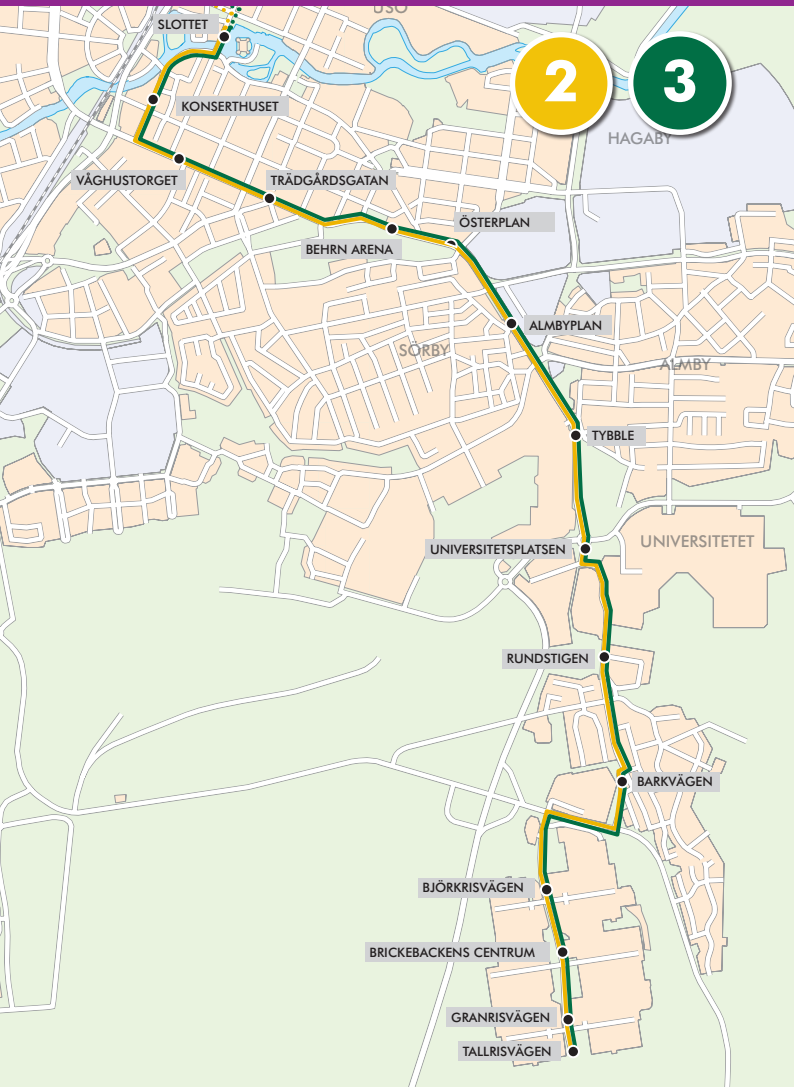 USÖ
SLOTTET
2
3
KONSERTHUSET
HAGABY
VÅGHUSTORGET
TRÄDGÅRDSGATAN
ÖSTERPLAN
BEHRN ARENA
ALMBYPLAN
SÖRBY
ALMBY
TYBBLE
UNIVERSITETSPLATSEN
UNIVERSITETET
RUNDSTIGEN
BARKVÄGEN
BJÖRKRISVÄGEN
BRICKEBACKENS CENTRUM
GRANRISVÄGEN
TALLRISVÄGEN